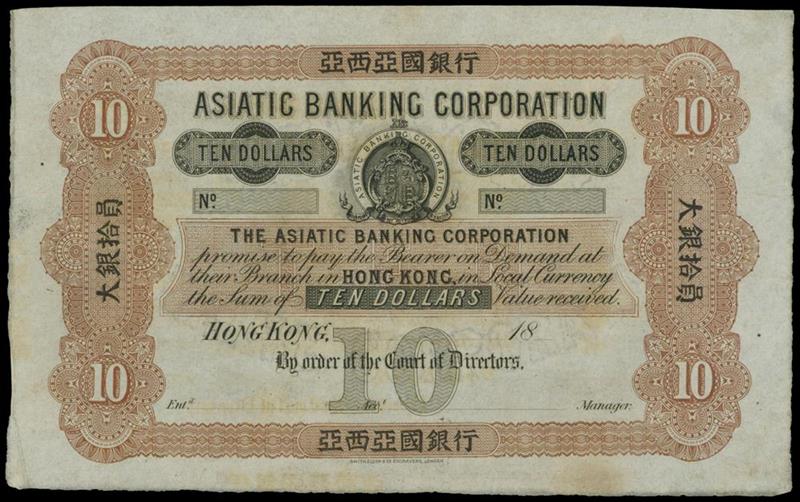 亞西亞國銀行
10
10
ASIATIC BANKING CORPORATION
TEN DOLLARS
ASIATIC BANKING CORPORATION
TEN DOLLARS
No.
No.
大銀拾員
大銀拾員
THE ASIATIC BANKING CORPORATION
promise to pay the Bearer on Demand at
their Branch in HONG KONG, in Local Currency
the Sum of TEN DOLLARS Value received.
HONG KONG, 18
10
By order of the Court of Directors,
10
10
Ent.d Acc.t Manager.
亞西亞國銀行